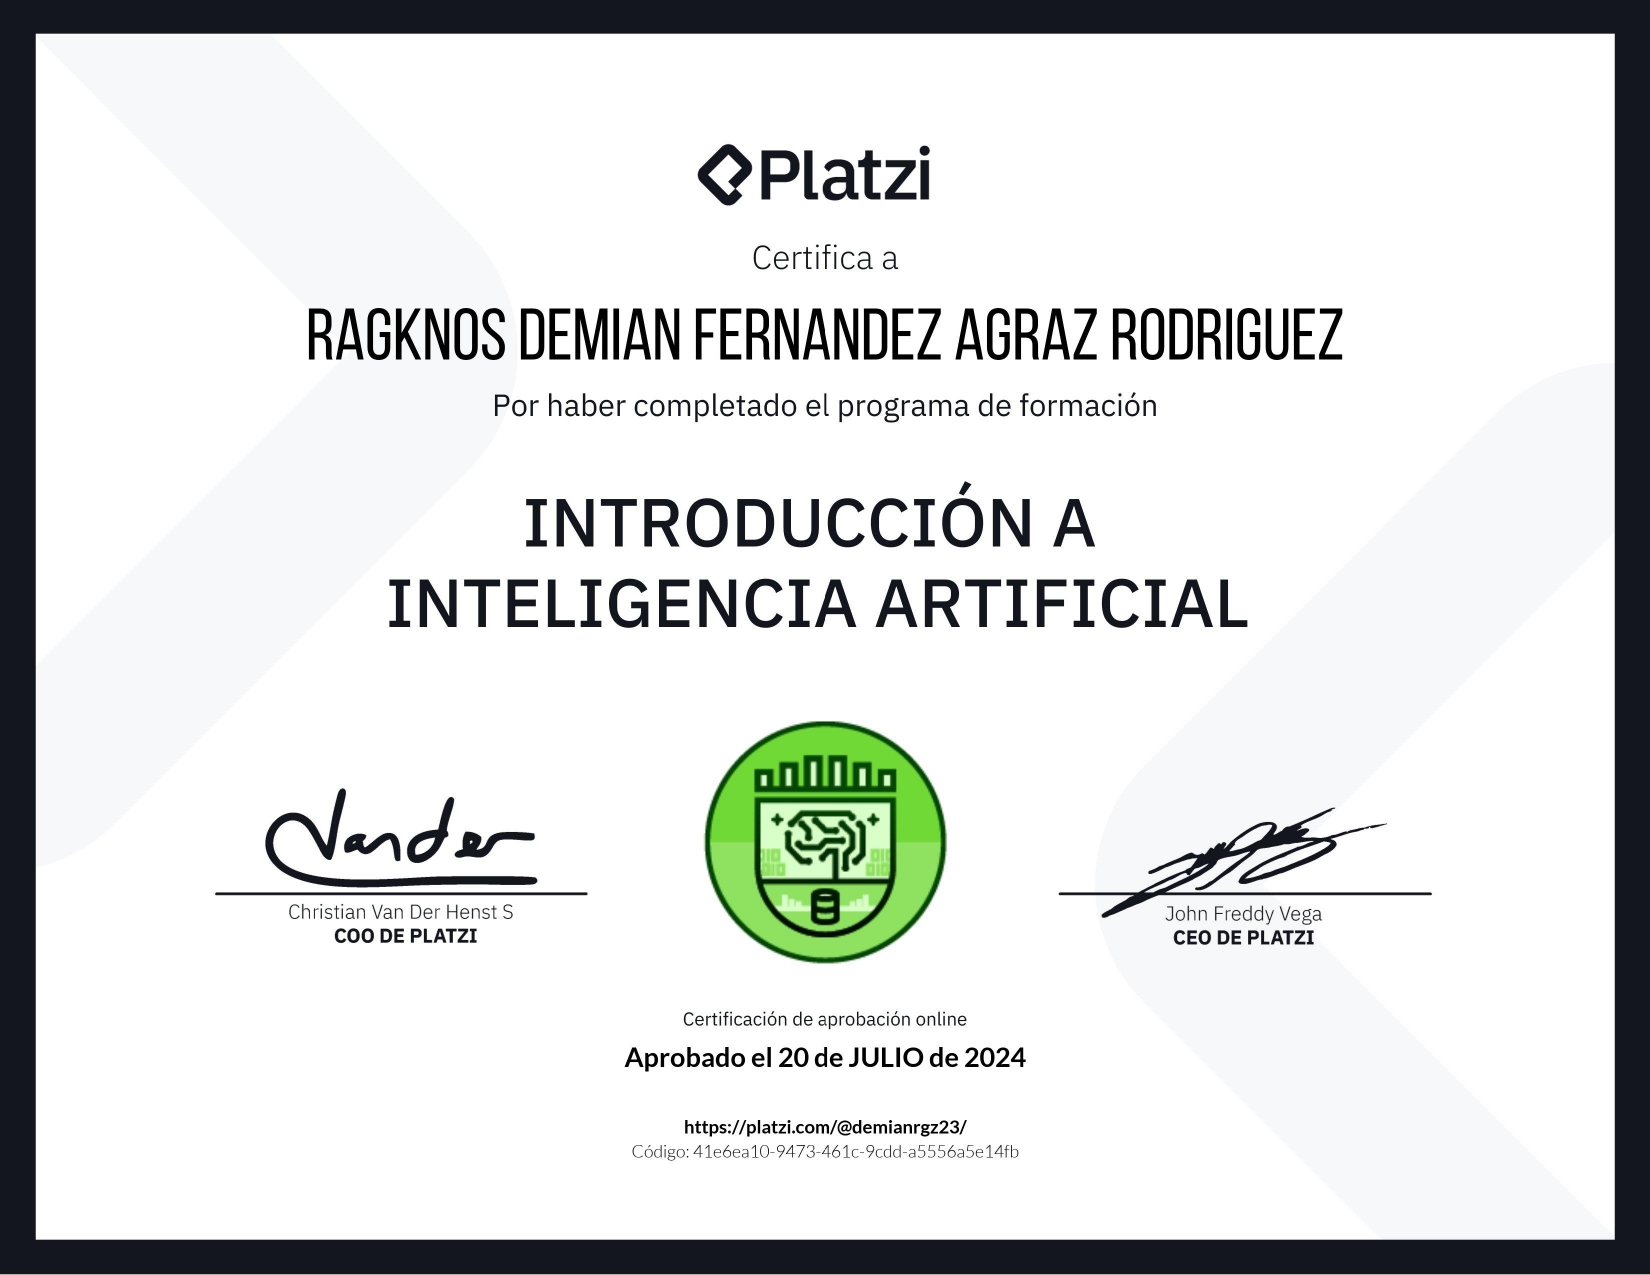 Platzi
Certifica a
RAGKNOS DEMIAN FERNANDEZ AGRAZ RODRIGUEZ
Por haber completado el programa de formación
INTRODUCCIÓN A
INTELIGENCIA ARTIFICIAL
Vander
Christian Van Der Henst S
COO DE PLATZI
John Freddy Vega
CEO DE PLATZI
Certificación de aprobación online
Aprobado el 20 de JULIO de 2024
https://platzi.com/@demianrgz23/
Código: 41e6ea10-9473-461c-9cdd-a5556a5e14fb